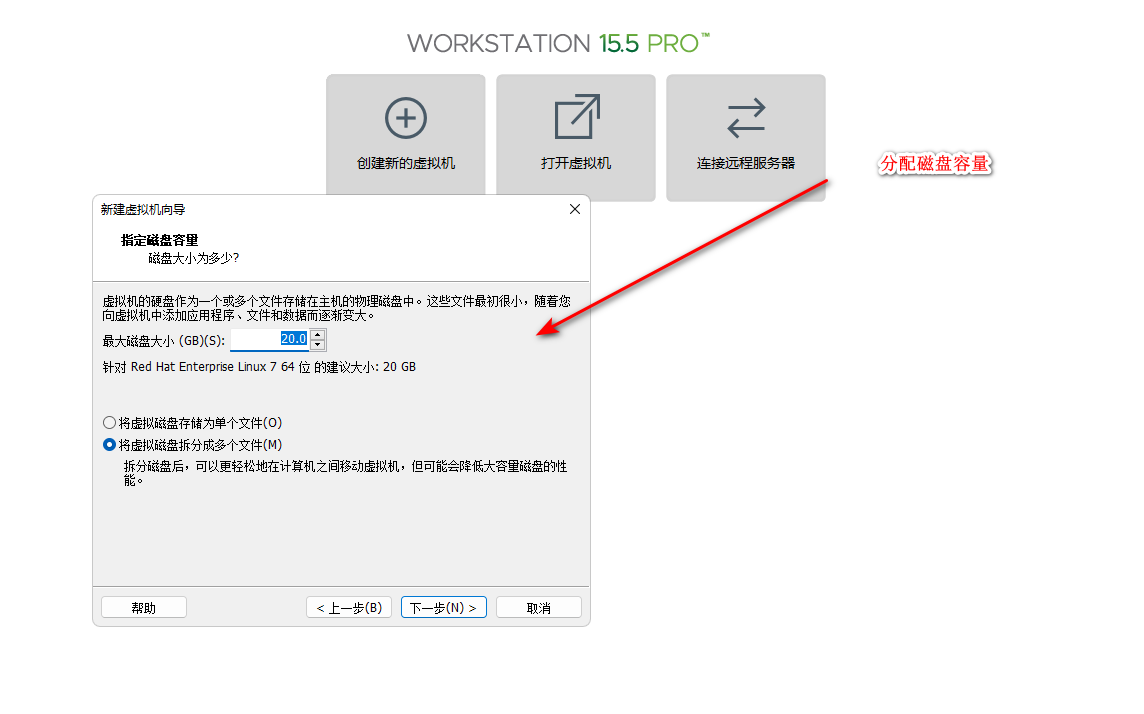 WORKSTATION 15.5 PRO™
创建新的虚拟机
打开虚拟机
连接远程服务器
分配磁盘容量
新建虚拟机向导
指定磁盘容量
磁盘大小为多少?
虚拟机的硬盘作为一个或多个文件存储在主机的物理磁盘中。这些文件最初很小，随着您
向虚拟机中添加应用程序、文件和数据而逐渐变大。
最大磁盘大小 (GB)(S): 20.0
针对 Red Hat Enterprise Linux 7 64 位 的建议大小: 20 GB
将虚拟磁盘存储为单个文件(O)
将虚拟磁盘拆分成多个文件(M)
拆分磁盘后，可以更轻松地在计算机之间移动虚拟机，但可能会降低大容量磁盘的性
能。
帮助
< 上一步(B)
下一步(N) >
取消